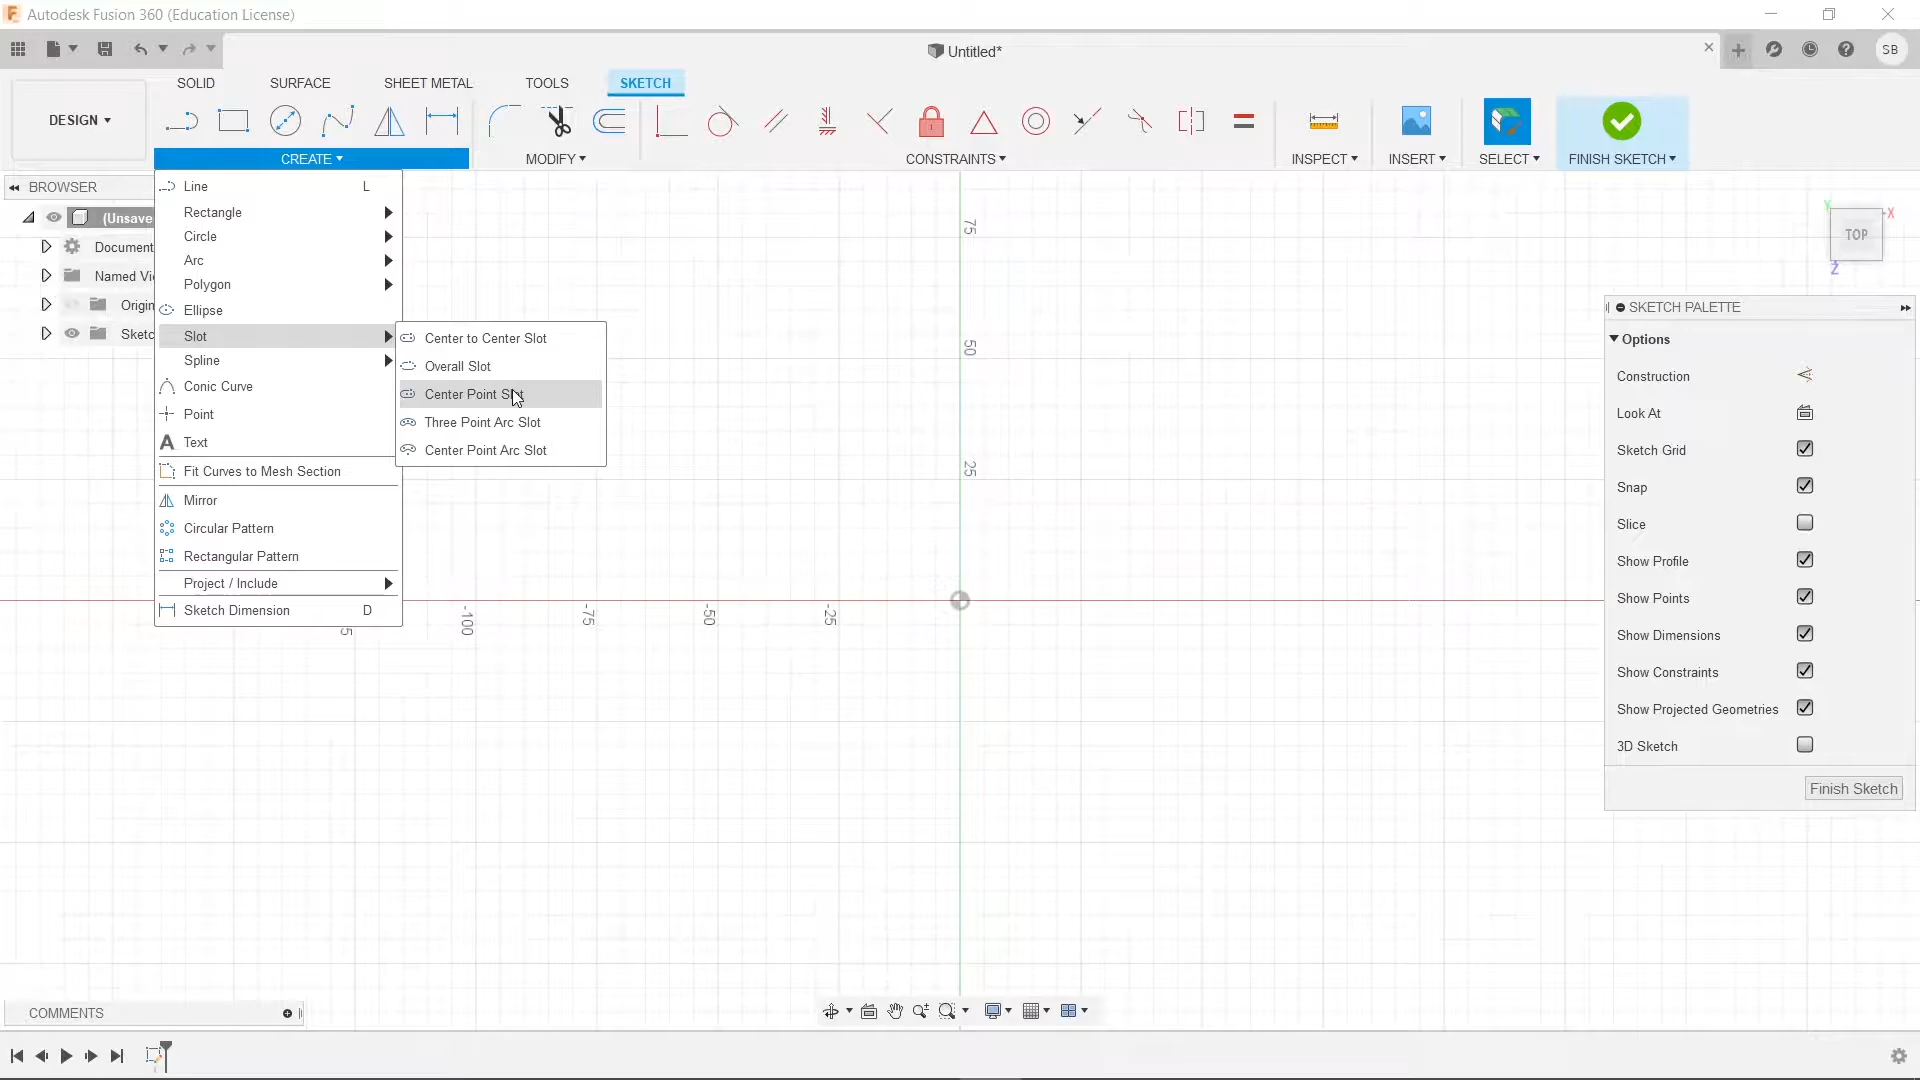 Autodesk Fusion 360 (Education License)
Untitled*
SB
SOLID SURFACE SHEET METAL TOOLS SKETCH
DESIGN
CREATE MODIFY CONSTRAINTS INSPECT INSERT SELECT FINISH SKETCH
BROWSER
(Unsave
Document
Named Vi
Origin
Sketc
Line L
Rectangle
Circle
Arc
Polygon
Ellipse
Slot
Spline
Conic Curve
Point
Text
Fit Curves to Mesh Section
Mirror
Circular Pattern
Rectangular Pattern
Project / Include
Sketch Dimension D
Center to Center Slot
Overall Slot
Center Point Slot
Three Point Arc Slot
Center Point Arc Slot
75
50
25
5
-100
-75
-50
-25
TOP
X
Y
Z
SKETCH PALETTE
Options
Construction
Look At
Sketch Grid
Snap
Slice
Show Profile
Show Points
Show Dimensions
Show Constraints
Show Projected Geometries
3D Sketch
Finish Sketch
COMMENTS